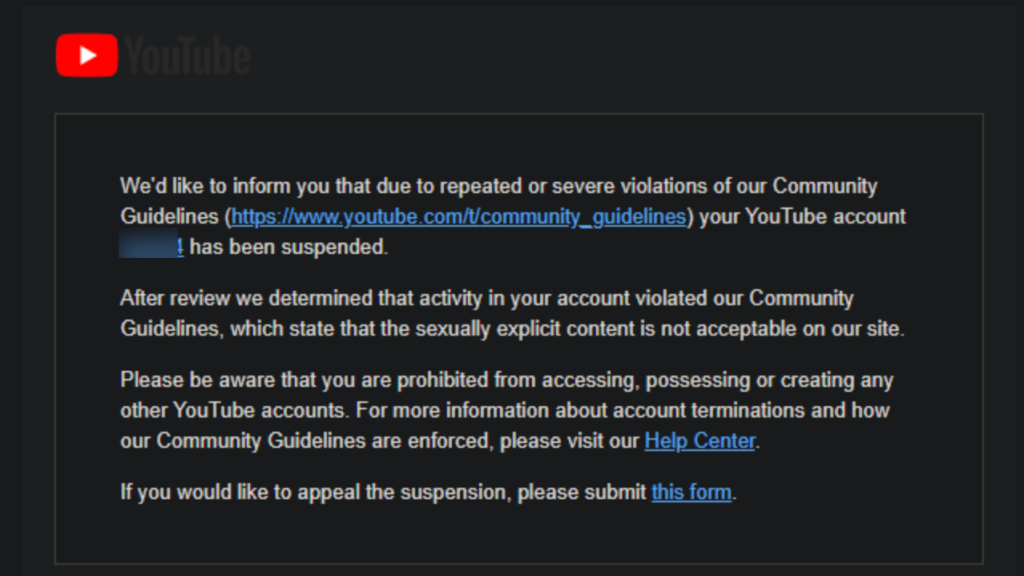 YouTube
We'd like to inform you that due to repeated or severe violations of our Community
Guidelines (https://www.youtube.com/t/community_guidelines) your YouTube account
4 has been suspended.
After review we determined that activity in your account violated our Community
Guidelines, which state that the sexually explicit content is not acceptable on our site.
Please be aware that you are prohibited from accessing, possessing or creating any
other YouTube accounts. For more information about account terminations and how
our Community Guidelines are enforced, please visit our Help Center.
If you would like to appeal the suspension, please submit this form.